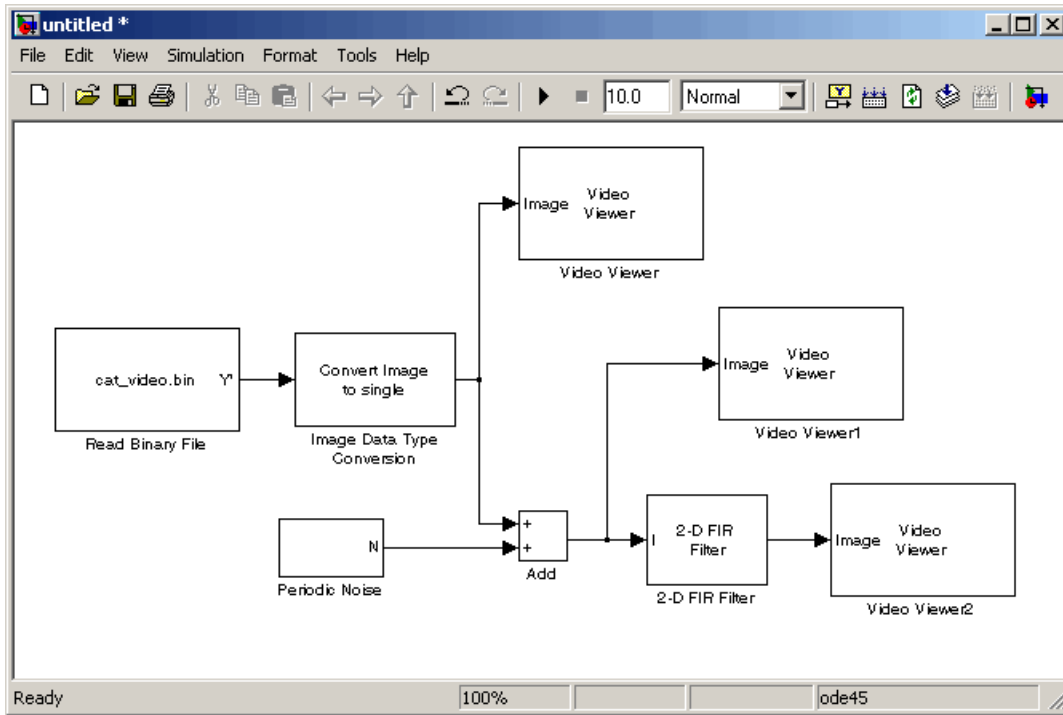 untitled *
File Edit View Simulation Format Tools Help
10.0 Normal
Video
Image Viewer
Video Viewer
cat_video.bin Y'
Read Binary File
Convert Image
to single
Image Data Type
Conversion
Video
Image Viewer
Video Viewer1
N
Periodic Noise
+
+
Add
I 2-D FIR
Filter
2-D FIR Filter
Video
Image Viewer
Video Viewer2
Ready 100% ode45